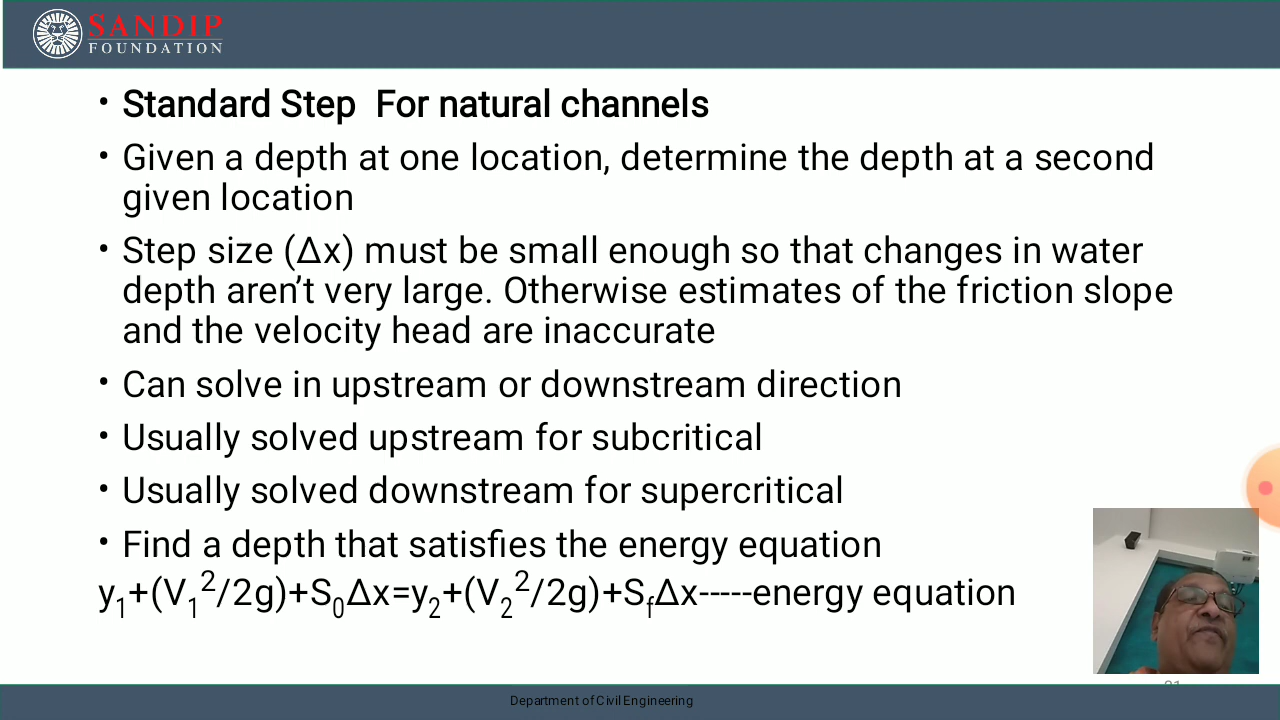 SANDIP
FOUNDATION
• Standard Step For natural channels
• Given a depth at one location, determine the depth at a second
given location
• Step size (Δx) must be small enough so that changes in water
depth aren’t very large. Otherwise estimates of the friction slope
and the velocity head are inaccurate
• Can solve in upstream or downstream direction
• Usually solved upstream for subcritical
• Usually solved downstream for supercritical
• Find a depth that satisfies the energy equation
y₁+(V₁²/2g)+S₀Δx=y₂+(V₂²/2g)+S_fΔx-----energy equation
Department of Civil Engineering